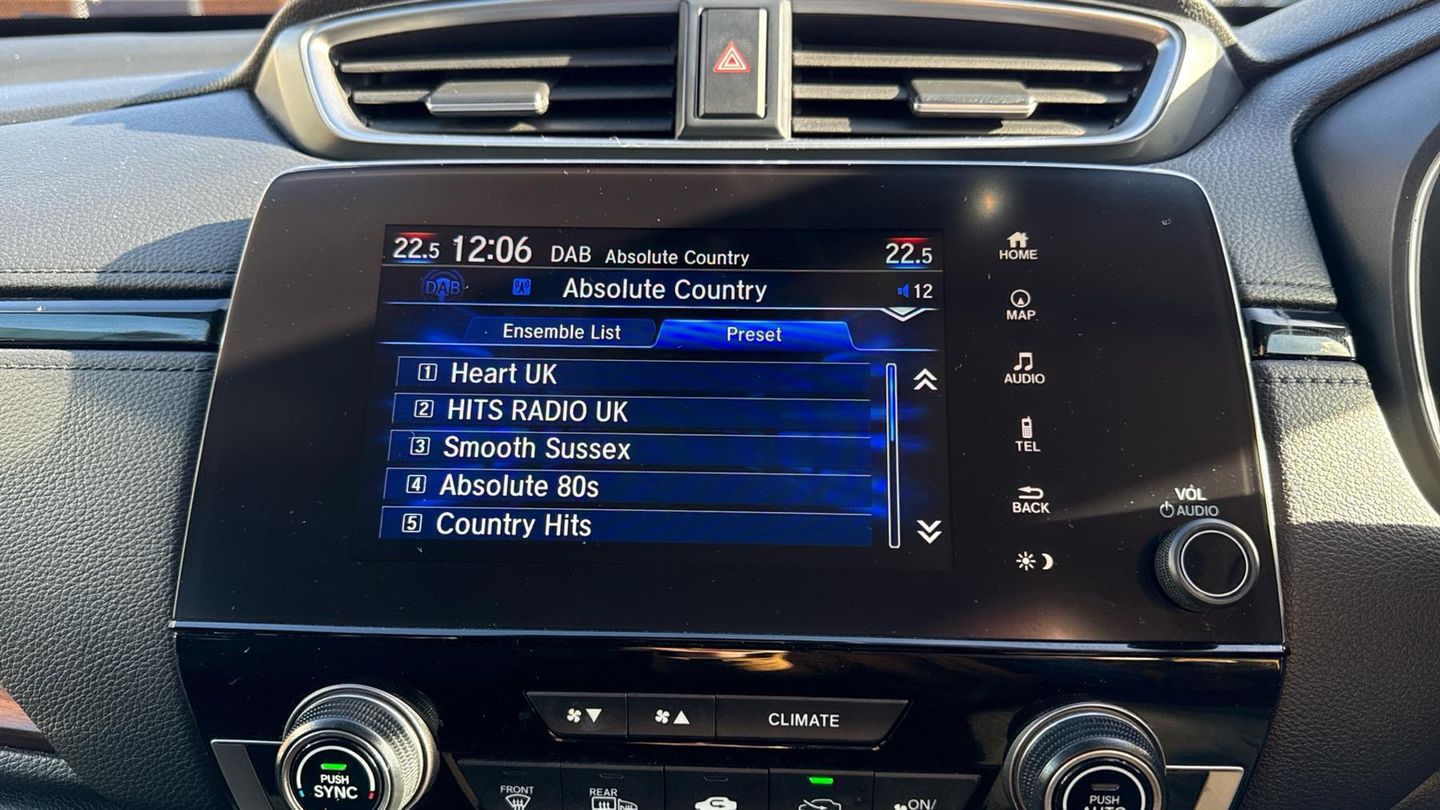 22.5 12:06 DAB Absolute Country 22.5
DAB Absolute Country 12
Ensemble List Preset
1 Heart UK
2 HITS RADIO UK
3 Smooth Sussex
4 Absolute 80s
5 Country Hits
HOME
MAP
AUDIO
TEL
BACK
VOL
AUDIO
CLIMATE
PUSH
SYNC
FRONT
REAR
ON/
PUSH
AUTO